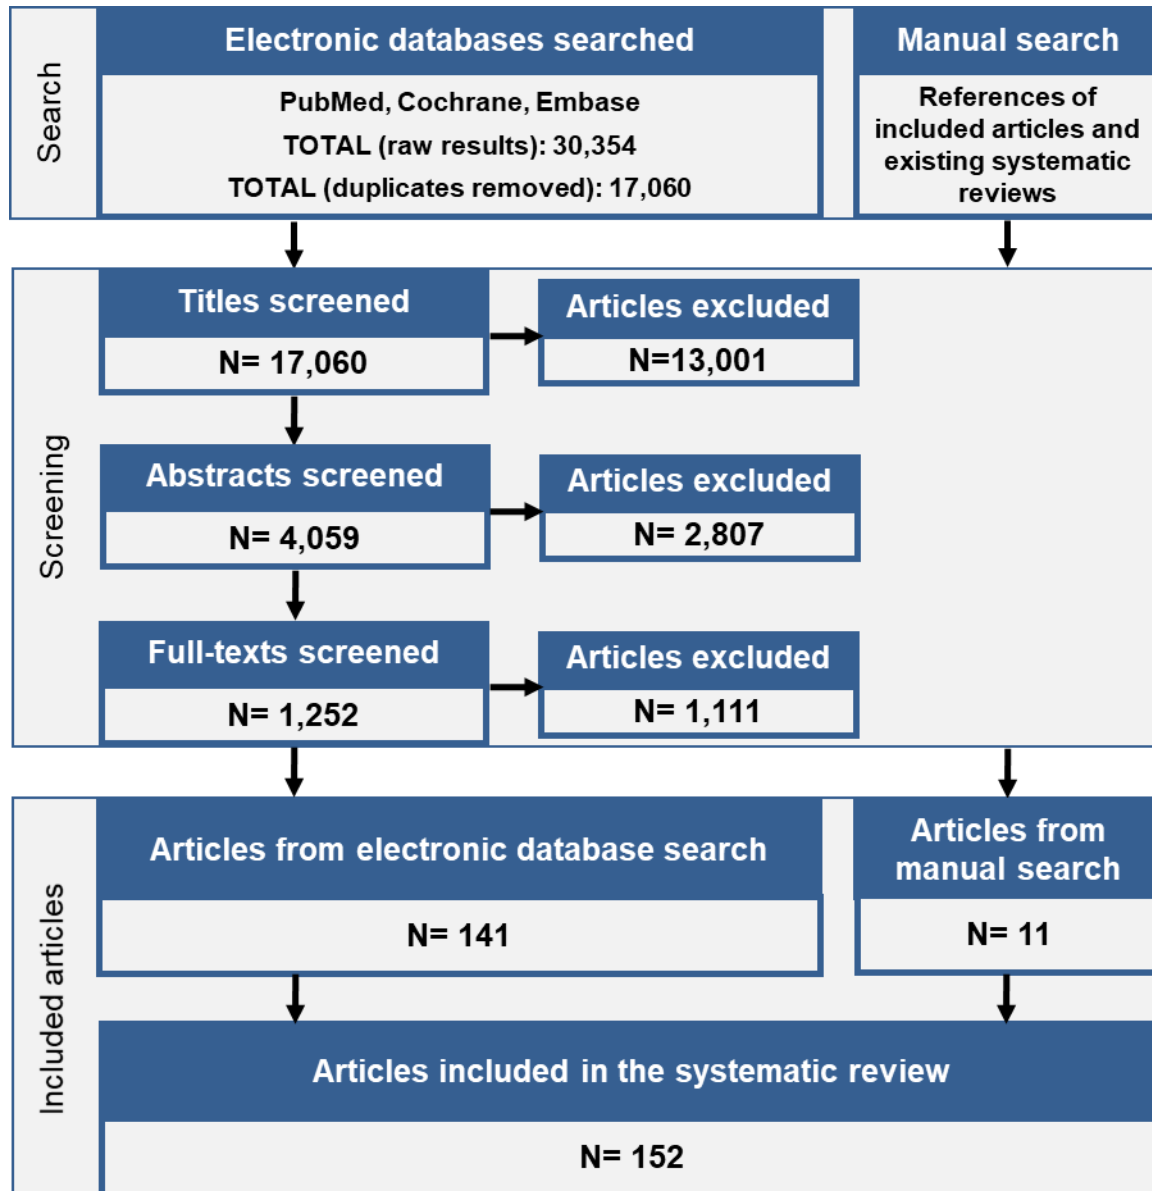 Search
Electronic databases searched
PubMed, Cochrane, Embase
TOTAL (raw results): 30,354
TOTAL (duplicates removed): 17,060
Manual search
References of
included articles and
existing systematic
reviews
Screening
Titles screened
N= 17,060
Articles excluded
N=13,001
Abstracts screened
N= 4,059
Articles excluded
N= 2,807
Full-texts screened
N= 1,252
Articles excluded
N= 1,111
Included articles
Articles from electronic database search
N= 141
Articles from
manual search
N= 11
Articles included in the systematic review
N= 152